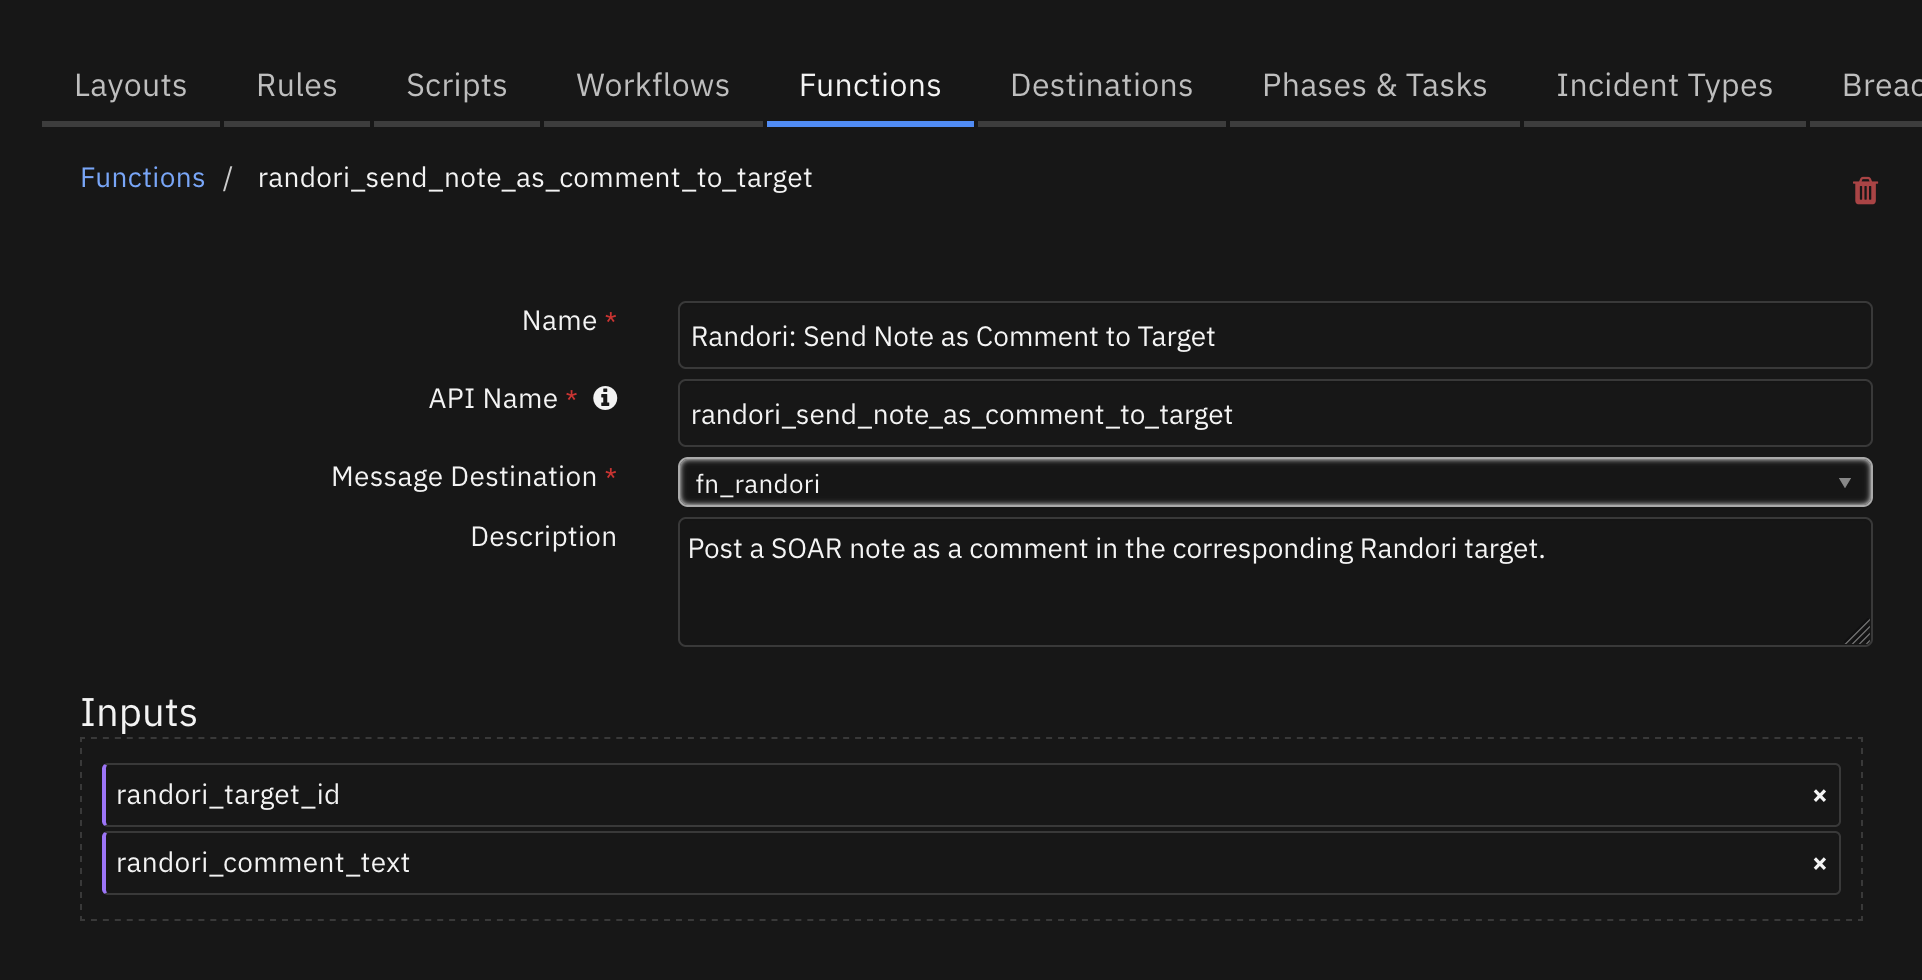 Layouts Rules Scripts Workflows Functions Destinations Phases & Tasks Incident Types Breac
Functions / randori_send_note_as_comment_to_target
Name * Randori: Send Note as Comment to Target
API Name * randori_send_note_as_comment_to_target
Message Destination * fn_randori
Description Post a SOAR note as a comment in the corresponding Randori target.
Inputs
randori_target_id
randori_comment_text